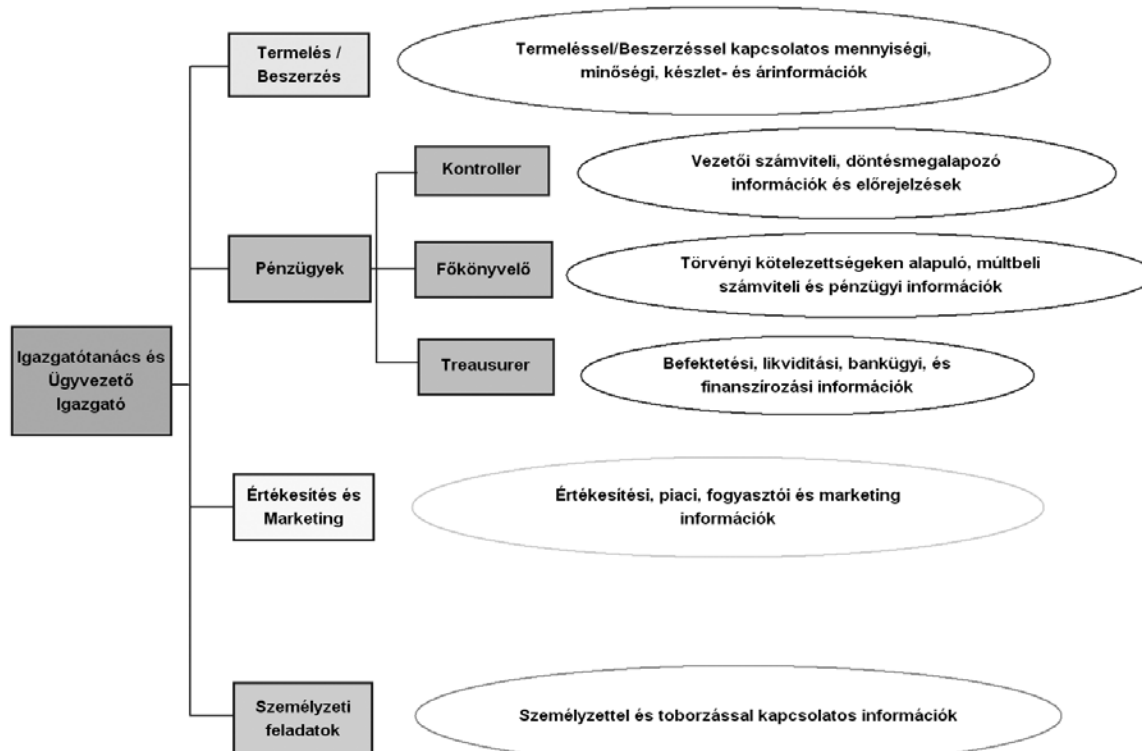 Termelés /
Beszerzés
Termeléssel/Beszerzéssel kapcsolatos mennyiségi,
minőségi, készlet- és árinformációk
Kontroller
Vezetői számviteli, döntésmegalapozó
információk és előrejelzések
Pénzügyek
Főkönyvelő
Törvényi kötelezettségeken alapuló, múltbeli
számviteli és pénzügyi információk
Igazgatótanács és
Ügyvezető
Igazgató
Treausurer
Befektetési, likviditási, bankügyi, és
finanszírozási információk
Értékesítés és
Marketing
Értékesítési, piaci, fogyasztói és marketing
információk
Személyzeti
feladatok
Személyzettel és toborzással kapcsolatos információk